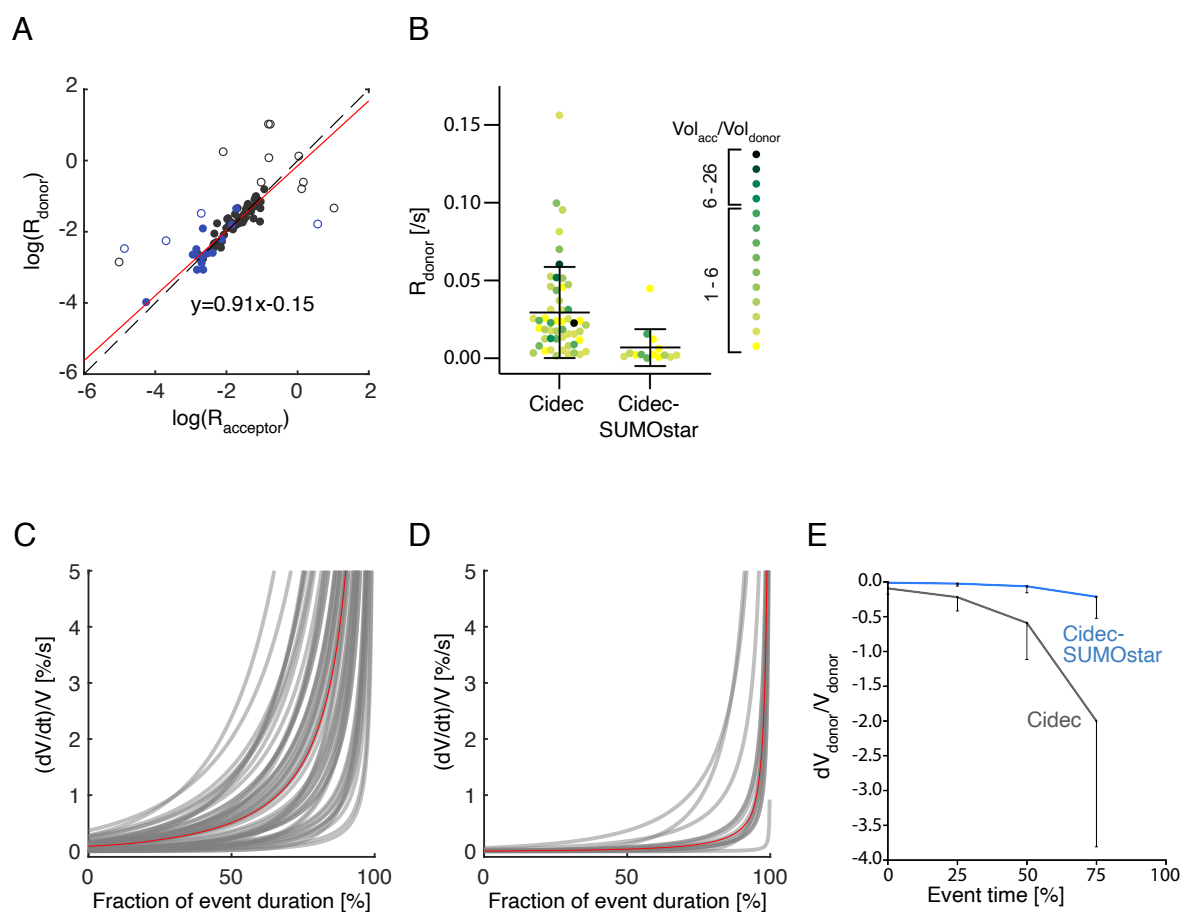 A
B
2
0
-2
-4
-6
-6
-4
-2
0
2
log(R_donor)
log(R_acceptor)
y=0.91x-0.15
0.15
0.10
0.05
0.00
R_donor [/s]
Cidec
Cidec-
SUMOstar
Vol_acc/Vol_donor
6 - 26
1 - 6
C
D
E
5
4
3
2
1
0
(dV/dt)/V [%/s]
0
50
100
Fraction of event duration [%]
5
4
3
2
1
0
(dV/dt)/V [%/s]
0
50
100
Fraction of event duration [%]
0.0
-0.5
-1.0
-1.5
-2.0
-2.5
-3.0
-3.5
-4.0
dV_donor/V_donor
Cidec-
SUMOstar
Cidec
0
25
50
75
100
Event time [%]